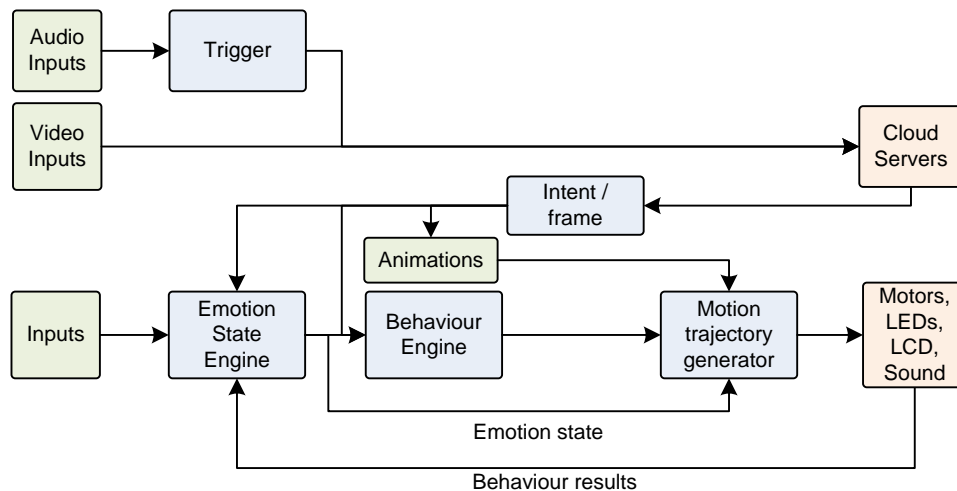 Audio
Inputs
Trigger
Video
Inputs
Cloud
Servers
Intent /
frame
Animations
Inputs
Emotion
State
Engine
Behaviour
Engine
Motion
trajectory
generator
Motors,
LEDs,
LCD,
Sound
Emotion state
Behaviour results